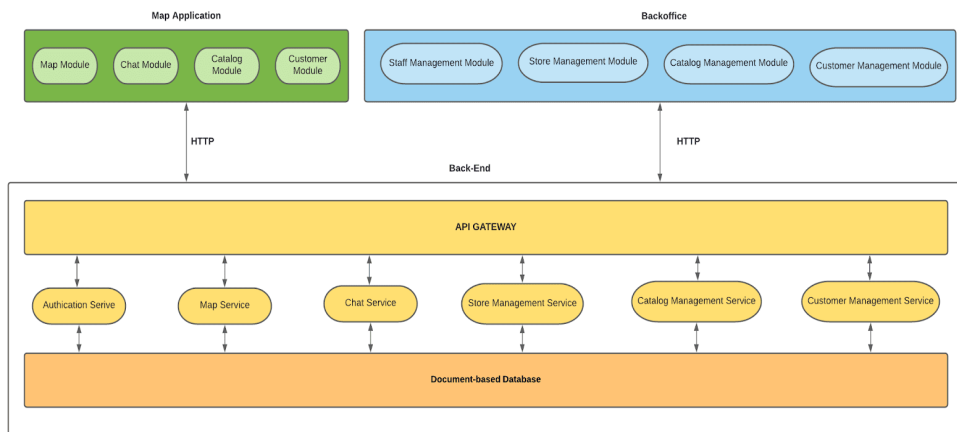 Map Application
Backoffice
Map Module
Chat Module
Catalog
Module
Customer
Module
Staff Management Module
Store Management Module
Catalog Management Module
Customer Management Module
HTTP
HTTP
Back-End
API GATEWAY
Authication Serive
Map Service
Chat Service
Store Management Service
Catalog Management Service
Customer Management Service
Document-based Database